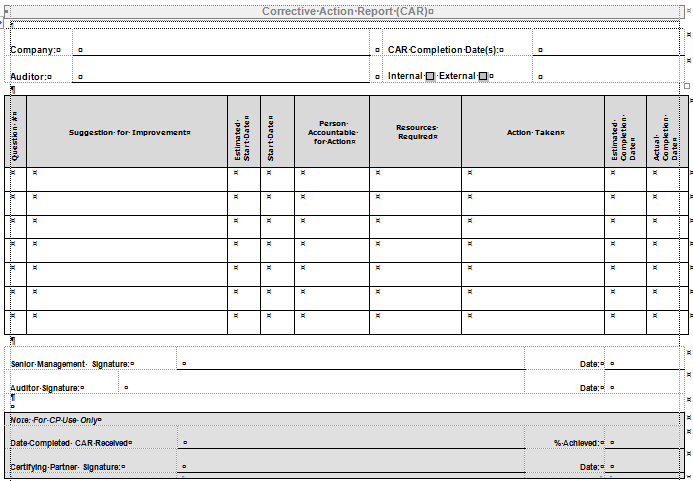 Corrective Action Report (CAR)
Company:
CAR Completion Date(s):
Auditor:
Internal External
Question #
Suggestion for Improvement
Estimated Start Date
Start Date
Person Accountable for Action
Resources Required
Action Taken
Estimated Completion Date
Actual Completion Date
Senior Management Signature:
Date:
Auditor Signature:
Date:
Note: For CP Use Only
Date Completed CAR Received
% Achieved:
Certifying Partner Signature:
Date: